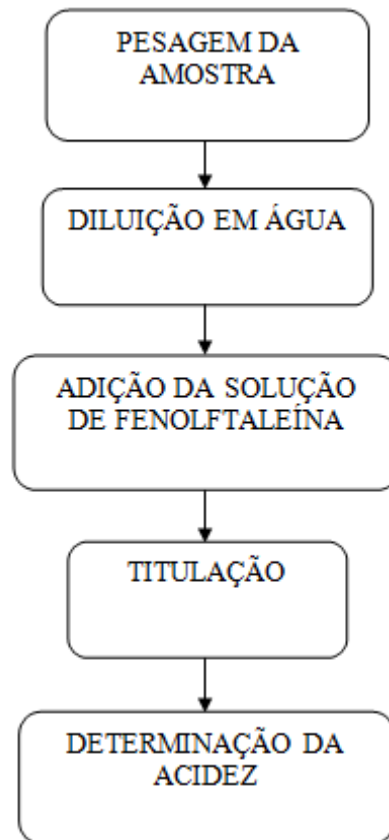 PESAGEM DA
AMOSTRA
DILUIÇÃO EM ÁGUA
ADIÇÃO DA SOLUÇÃO
DE FENOLFTALEÍNA
TITULAÇÃO
DETERMINAÇÃO DA
ACIDEZ